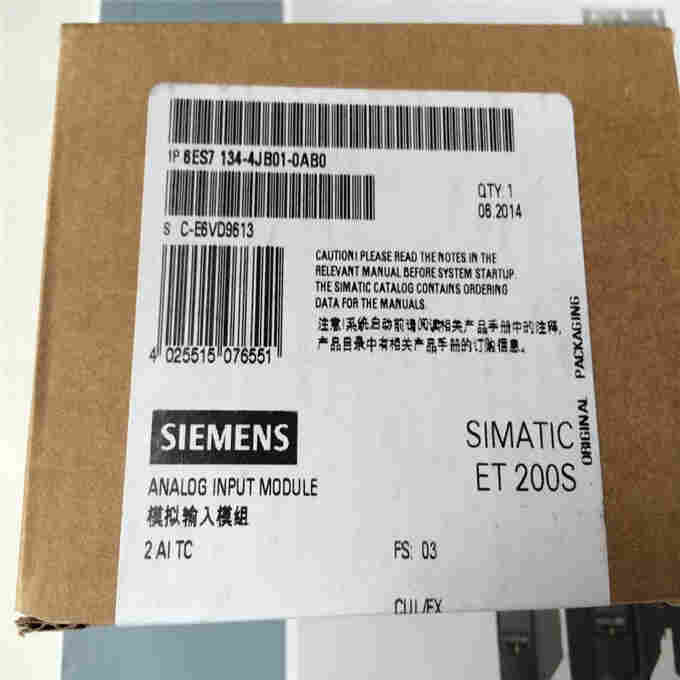 1P 6ES7 134-4JB01-0AB0
S C-E6VD9613
QTY: 1
06.2014
4 025515 076551
CAUTION! PLEASE READ THE NOTES IN THE
RELEVANT MANUAL BEFORE SYSTEM STARTUP.
THE SIMATIC CATALOG CONTAINS ORDERING
DATA FOR THE MANUALS.
注意!系统启动前请阅读相关产品手册中的注释,
产品目录中有相关产品手册的订购信息。
ORIGINAL PACKAGING
SIEMENS
SIMATIC
ET 200S
ANALOG INPUT MODULE
模拟输入模组
2 AI TC
FS: 03
CUL/EX